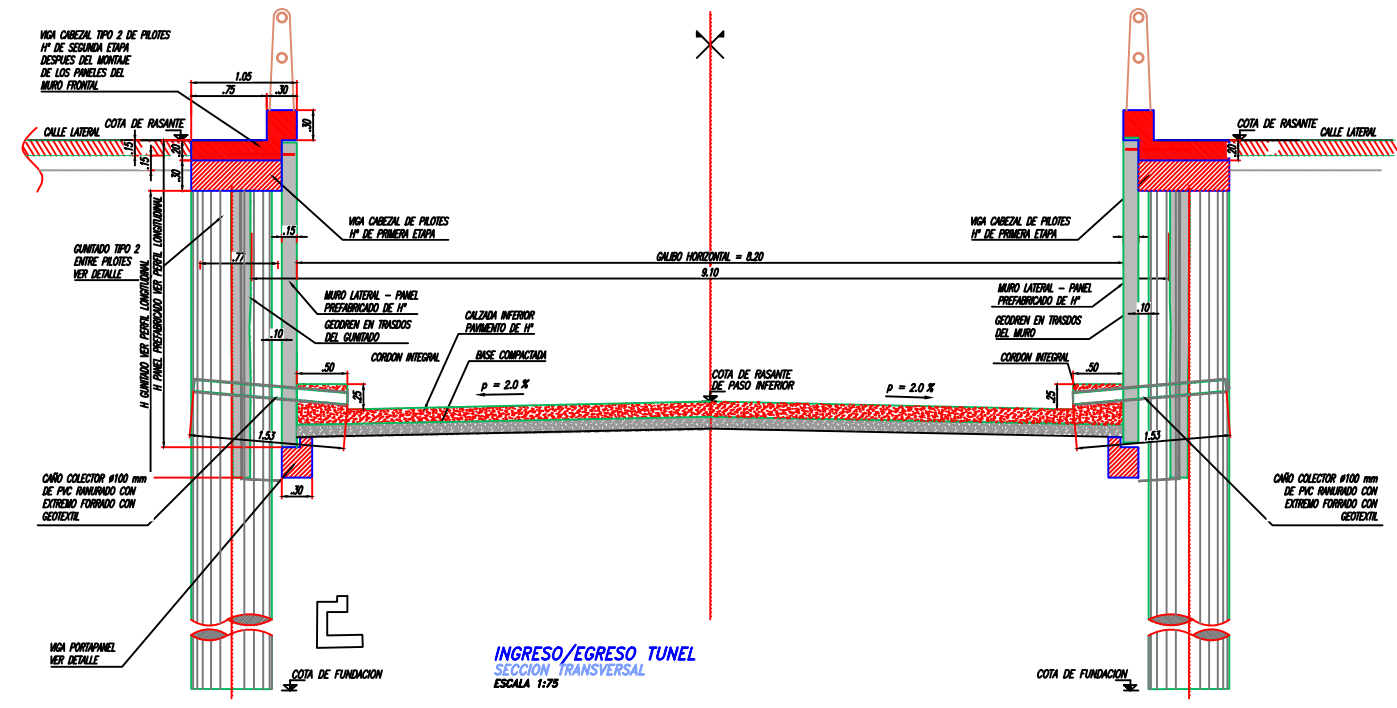 VIGA CABEZAL TIPO 2 DE PILOTES
Hº DE SEGUNDA ETAPA
DESPUES DEL MONTAJE
DE LOS PANELES DEL
MURO FRONTAL
1.05
.75
.30
.30
COTA DE RASANTE
CALLE LATERAL
.15
.15
.20
.30
COTA DE RASANTE
CALLE LATERAL
.20
VIGA CABEZAL DE PILOTES
Hº DE PRIMERA ETAPA
VIGA CABEZAL DE PILOTES
Hº DE PRIMERA ETAPA
.15
GUNITADO TIPO 2
ENTRE PILOTES
VER DETALLE
.77
GALIBO HORIZONTAL = 8.20
9.10
H GUNITADO VER PERFIL LONGITUDINAL
H PANEL PREFABRICADO VER PERFIL LONGITUDINAL
MURO LATERAL - PANEL
PREFABRICADO DE Hº
GEODREN EN TRASDOS
DEL GUNITADO
.10
CALZADA INFERIOR
PAVIMENTO DE Hº
CORDON INTEGRAL
BASE COMPACTADA
MURO LATERAL - PANEL
PREFABRICADO DE Hº
GEODREN EN TRASDOS
DEL MURO
.10
CORDON INTEGRAL
.50
.25
p = 2.0 %
COTA DE RASANTE
DE PASO INFERIOR
p = 2.0 %
.50
.25
1.53
1.53
.30
CAÑO COLECTOR ø100 mm
DE PVC RANURADO CON
EXTREMO FORRADO CON
GEOTEXTIL
CAÑO COLECTOR ø100 mm
DE PVC RANURADO CON
EXTREMO FORRADO CON
GEOTEXTIL
VIGA PORTAPANEL
VER DETALLE
COTA DE FUNDACION
COTA DE FUNDACION
INGRESO/EGRESO TUNEL
SECCION TRANSVERSAL
ESCALA 1:75